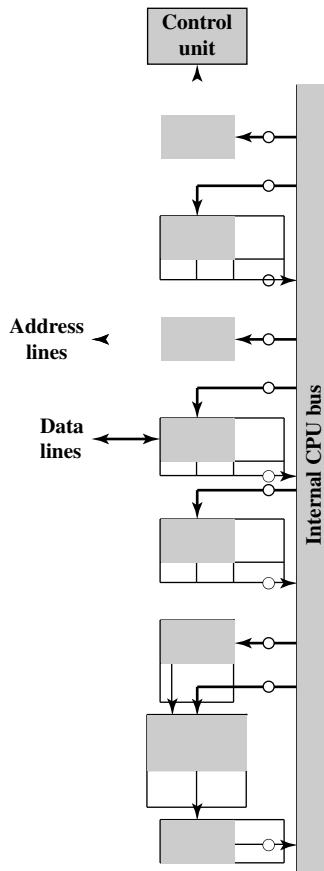 Control
unit
Address
lines
Data
lines
Internal CPU bus